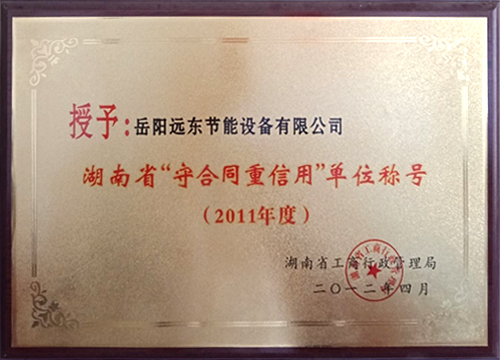 授予:岳阳远东节能设备有限公司
湖南省“守合同重信用”单位称号
(2011年度)
湖南省工商行政管理局
二〇一二年四月